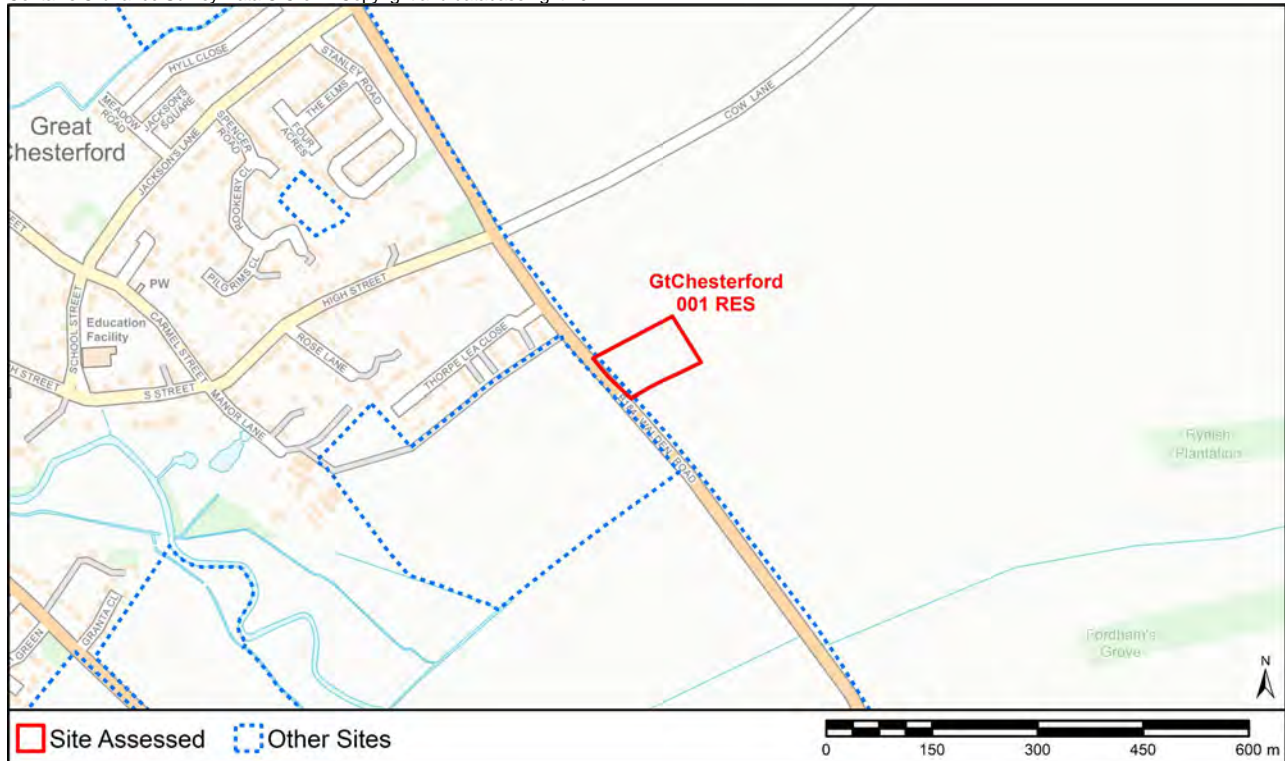 HYLL CLOSE
MEADOW
ROAD
JACKSON'S
SQUARE
Great
Chesterford
JACKSON'S LANE
SPENCER
ROAD
STANLEY ROAD
THE ELMS
FOUR
ACRES
ROOKERY CL
PILGRIMS CL
COW LANE
PW
Education
Facility
SCHOOL STREET
CARMEL STREET
HIGH STREET
ROSE LANE
S STREET
MANOR LANE
THORPE LEA CLOSE
GtChesterford
001 RES
WALDEN ROAD
Rynish
Plantation
Fordham's
Grove
GREEN
GRANTA CL
N
Site Assessed
Other Sites
0 150 300 450 600 m